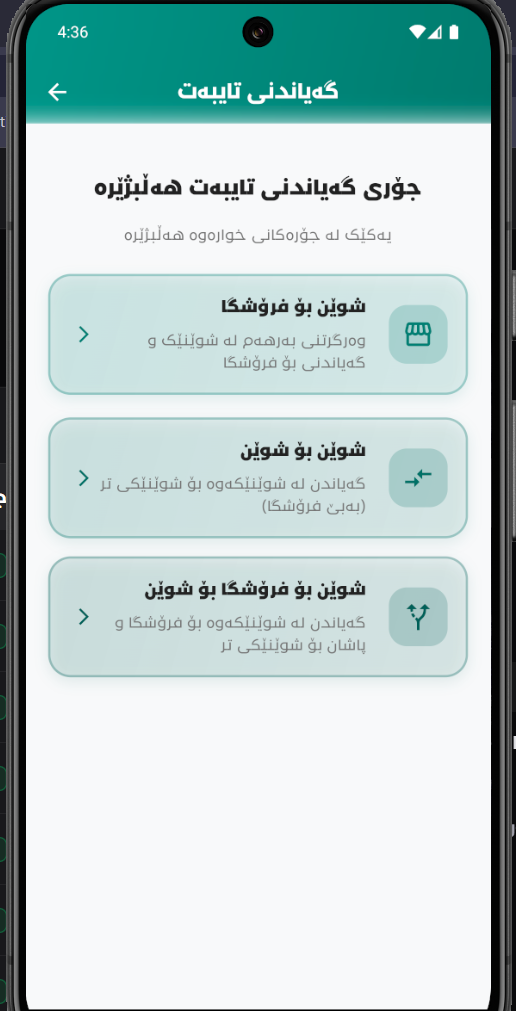 4:36
گەیاندنی تایبەت
جۆری گەیاندنی تایبەت هەڵبژێرە
یەکێک لە جۆرەکانی خوارەوە هەڵبژێرە
شوێن بۆ فرۆشگا
وەرگرتنی بەرهەم لە شوێنێک و
گەیاندنی بۆ فرۆشگا
شوێن بۆ شوێن
گەیاندن لە شوێنێکەوە بۆ شوێنێکی تر
(بەبێ فرۆشگا)
شوێن بۆ فرۆشگا بۆ شوێن
گەیاندن لە شوێنێکەوە بۆ فرۆشگا و
پاشان بۆ شوێنێکی تر